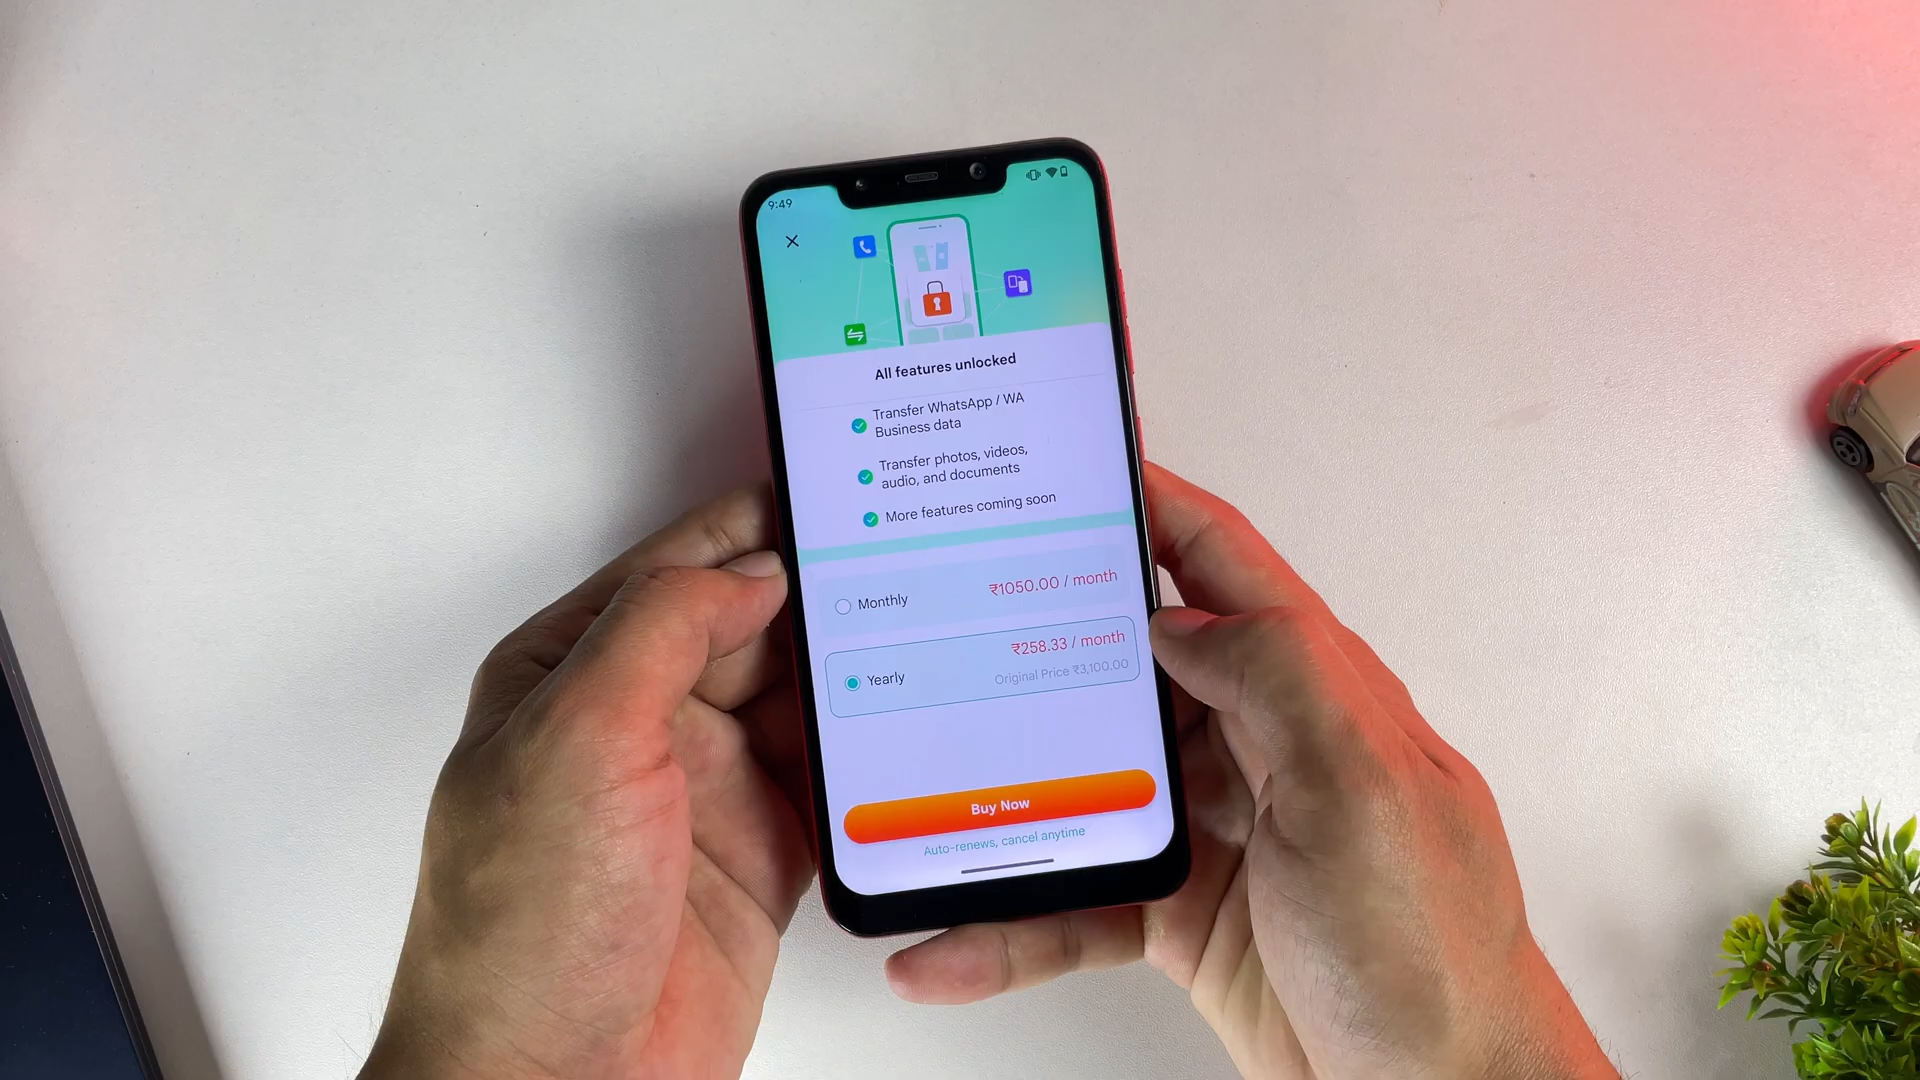 9:49
All features unlocked
Transfer WhatsApp / WA
Business data
Transfer photos, videos,
audio, and documents
More features coming soon
Monthly
₹1050.00 / month
₹258.33 / month
Yearly
Original Price ₹3,100.00
Buy Now
Auto-renews, cancel anytime